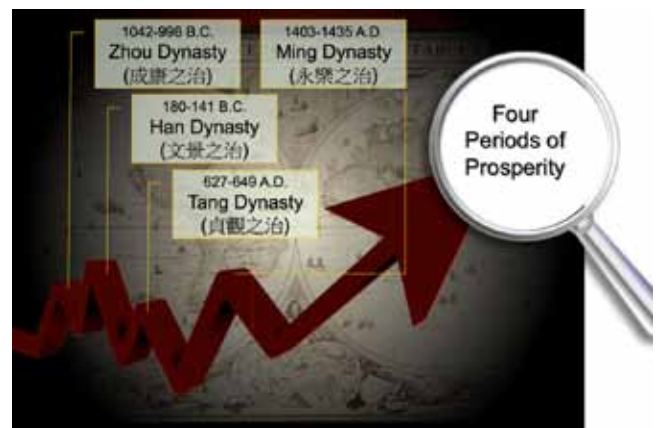 1042-996 B.C.
Zhou Dynasty
(成康之治)
1403-1435 A.D.
Ming Dynasty
(永樂之治)
180-141 B.C.
Han Dynasty
(文景之治)
627-649 A.D.
Tang Dynasty
(貞觀之治)
Four
Periods of
Prosperity